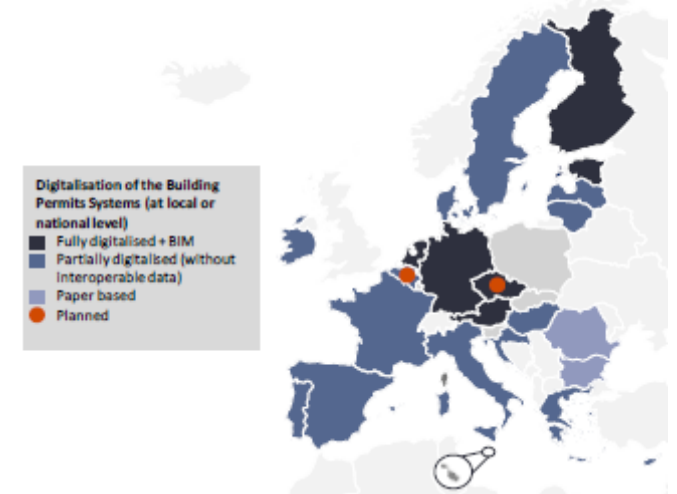 Digitalisation of the Building
Permits Systems (at local or
national level)
Fully digitalised + BIM
Partially digitalised (without
interoperable data)
Paper based
Planned